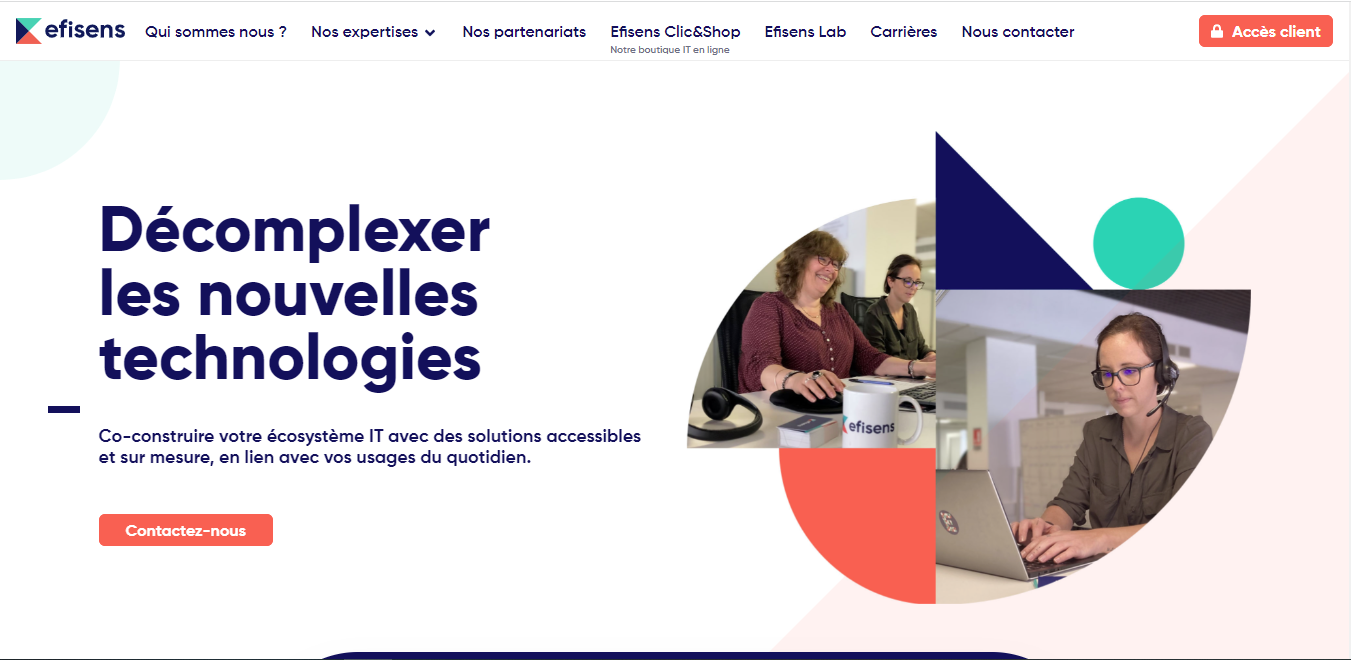 efisens
Qui sommes nous ?
Nos expertises
Nos partenariats
Efisens Clic&Shop
Notre boutique IT en ligne
Efisens Lab
Carrières
Nous contacter
Accès client
Décomplexer
les nouvelles
technologies
Co-construire votre écosystème IT avec des solutions accessibles
et sur mesure, en lien avec vos usages du quotidien.
Contactez-nous
efisens